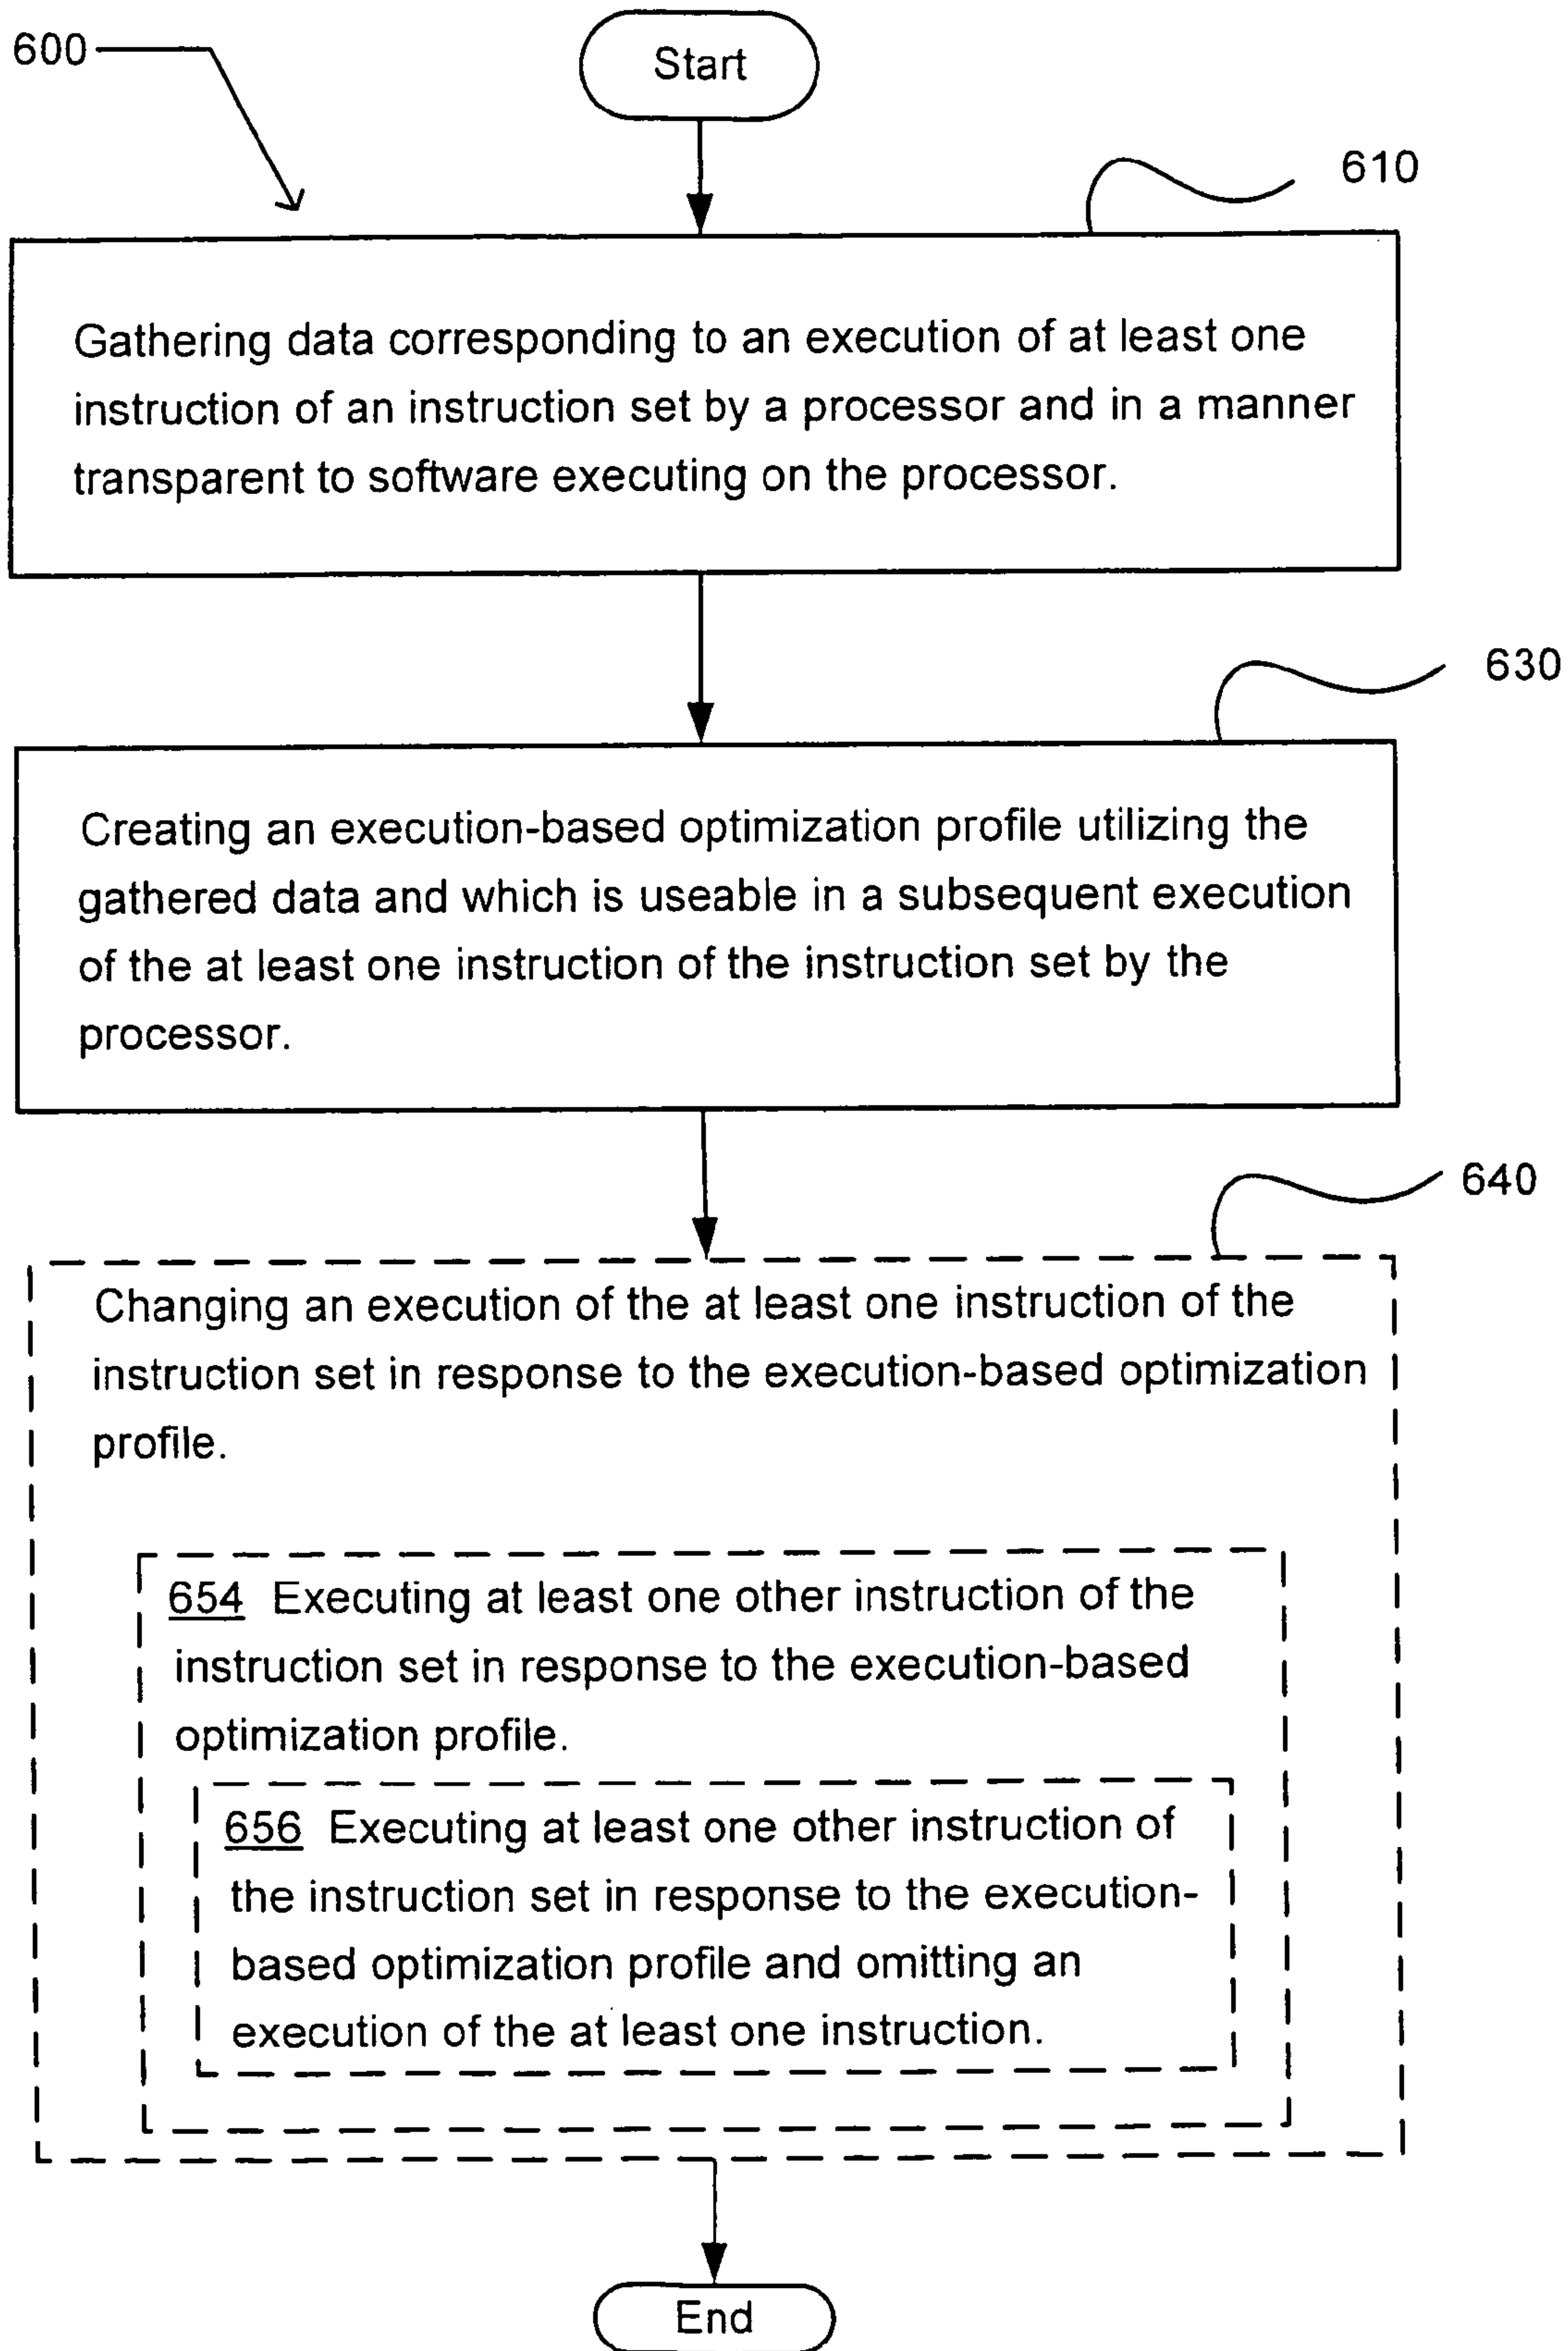 600
Start
610
Gathering data corresponding to an execution of at least one
instruction of an instruction set by a processor and in a manner
transparent to software executing on the processor.
630
Creating an execution-based optimization profile utilizing the
gathered data and which is useable in a subsequent execution
of the at least one instruction of the instruction set by the
processor.
640
Changing an execution of the at least one instruction of the
instruction set in response to the execution-based optimization
profile.
654 Executing at least one other instruction of the
instruction set in response to the execution-based
optimization profile.
656 Executing at least one other instruction of
the instruction set in response to the execution-
based optimization profile and omitting an
execution of the at least one instruction.
End